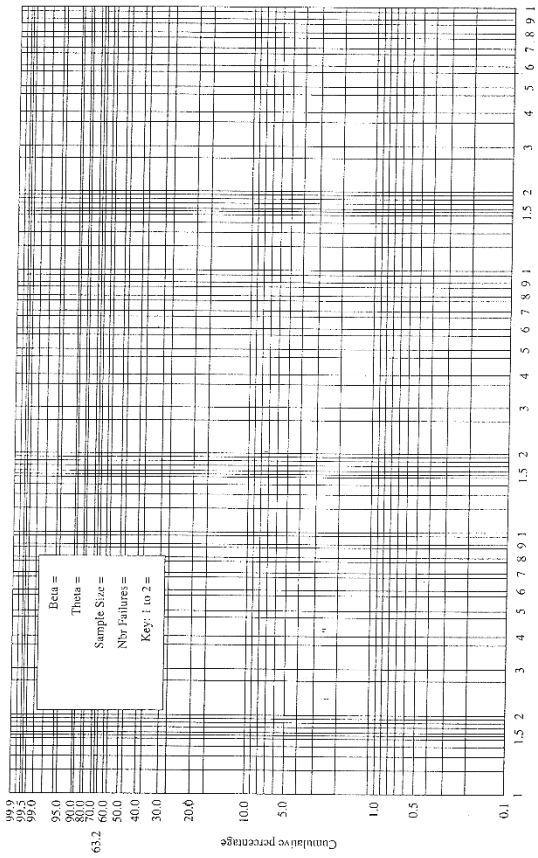 Cumulative percentage
99.9
99.5
99.0
95.0
90.0
80.0
70.0
63.2
60.0
50.0
40.0
30.0
20.0
10.0
5.0
1.0
0.5
0.1
Beta =
Theta =
Sample Size =
Nbr Failures =
Key: 1 to 2 =
1 1.5 2 3 4 5 6 7 8 9 1 1.5 2 3 4 5 6 7 8 9 1 1.5 2 3 4 5 6 7 8 9 1